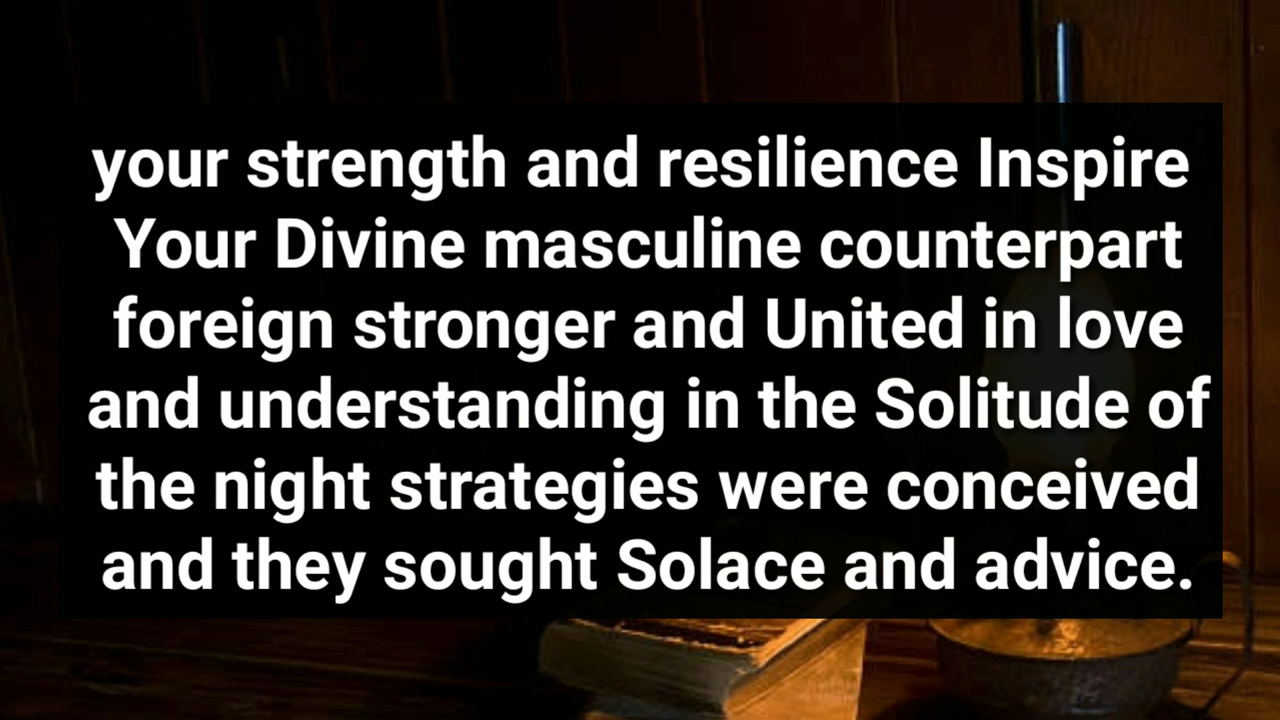 your strength and resilience Inspire
Your Divine masculine counterpart
foreign stronger and United in love
and understanding in the Solitude of
the night strategies were conceived
and they sought Solace and advice.